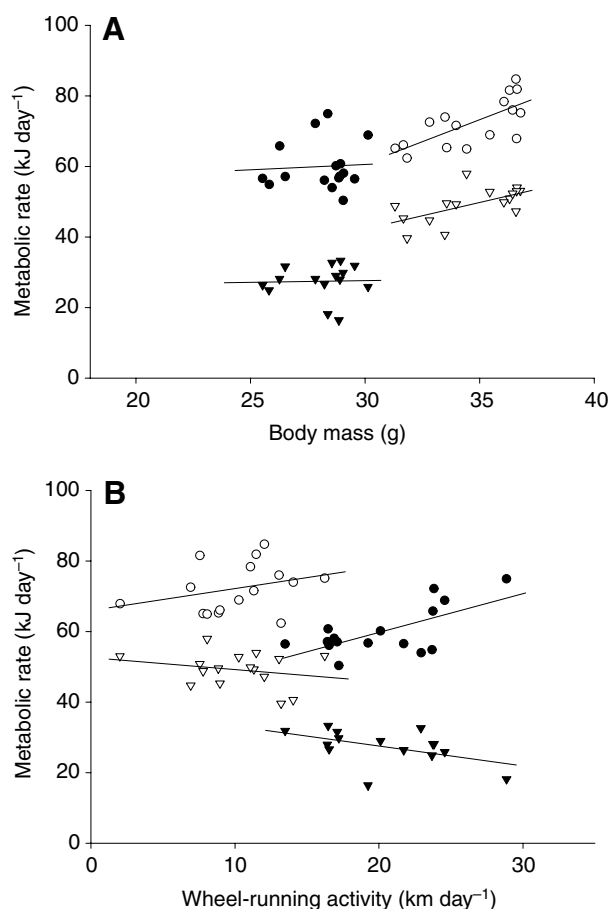 A
100
80
60
40
20
0
Metabolic rate (kJ day⁻¹)
20 25 30 35 40
Body mass (g)
B
100
80
60
40
20
0
Metabolic rate (kJ day⁻¹)
0 10 20 30
Wheel-running activity (km day⁻¹)